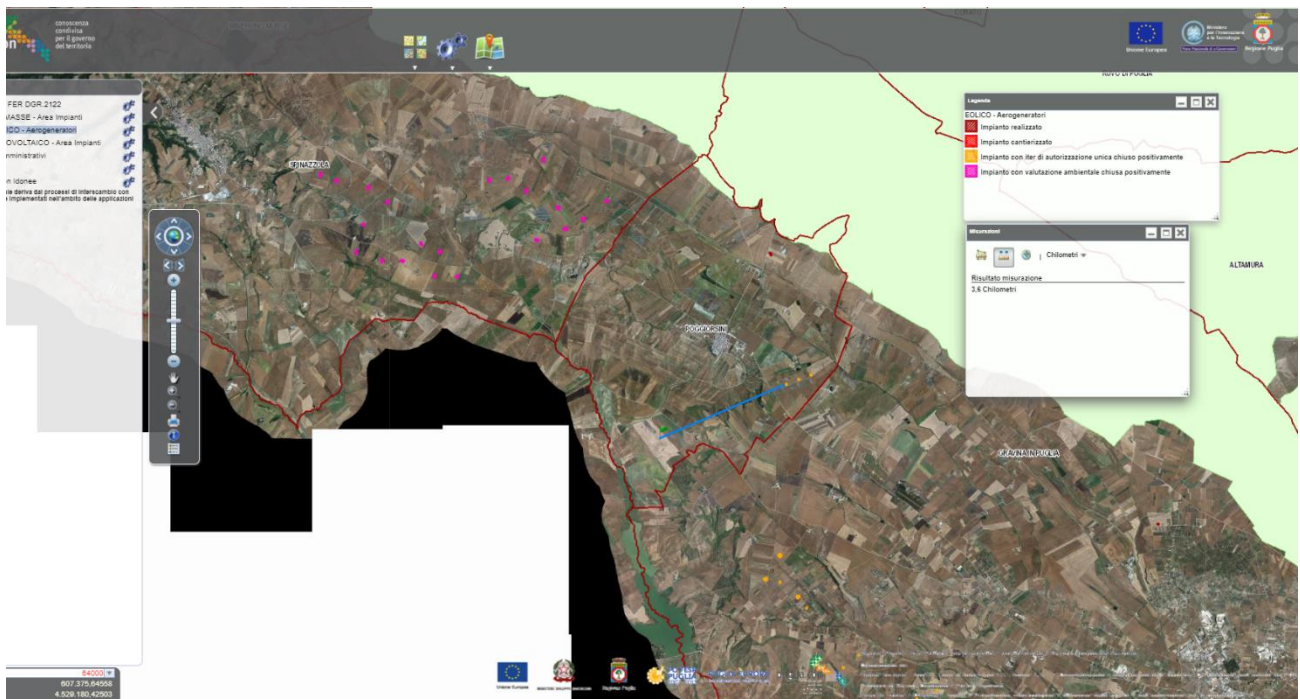 conoscenza
condivisa
per il governo
del territorio
Unione Europea
Regione Puglia
FER DGR.2122
MASSE - Area Impianti
ICO - Aerogeneratori
OVOLTAICO - Area Impianti
mministrativi
on Idonee
ale deriva dai processi di interscambio con
e implementati nell'ambito delle applicazioni
SPINAZZOLA
POGGIORSINI
GRAVINA IN PUGLIA
RUVO DI PUGLIA
ALTAMURA
Legenda
EOLICO - Aerogeneratori
Impianto realizzato
Impianto cantierizzato
Impianto con iter di autorizzazione unica chiuso positivamente
Impianto con valutazione ambientale chiusa positivamente
Misurazioni
Chilometri
Risultato misurazione
3,6 Chilometri
Unione Europea
Regione Puglia
64000
607.375,64558
4.529.180,42503